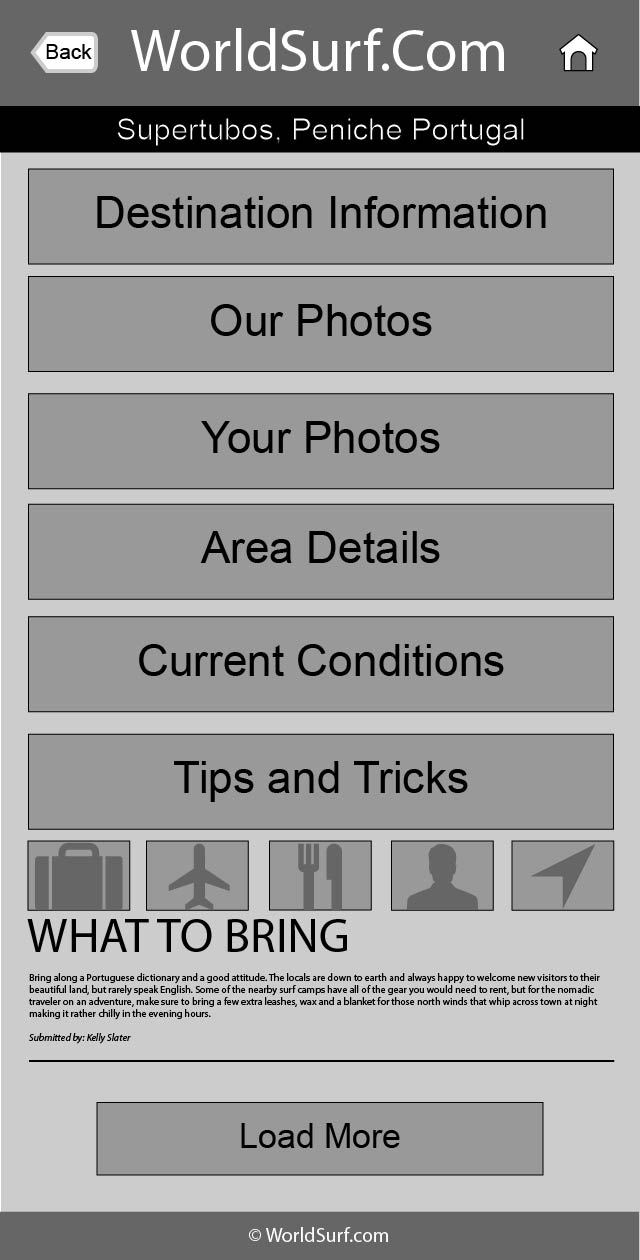 Back
WorldSurf.Com
Supertubos, Peniche Portugal
Destination Information
Our Photos
Your Photos
Area Details
Current Conditions
Tips and Tricks
WHAT TO BRING
Bring along a Portuguese dictionary and a good attitude. The locals are down to earth and always happy to welcome new visitors to their
beautiful land, but rarely speak English. Some of the nearby surf camps have all of the gear you would need to rent, but for the nomadic
traveler on an adventure, make sure to bring a few extra leashes, wax and a blanket for those north winds that whip across town at night
making it rather chilly in the evening hours.
Submitted by: Kelly Slater
Load More
© WorldSurf.com